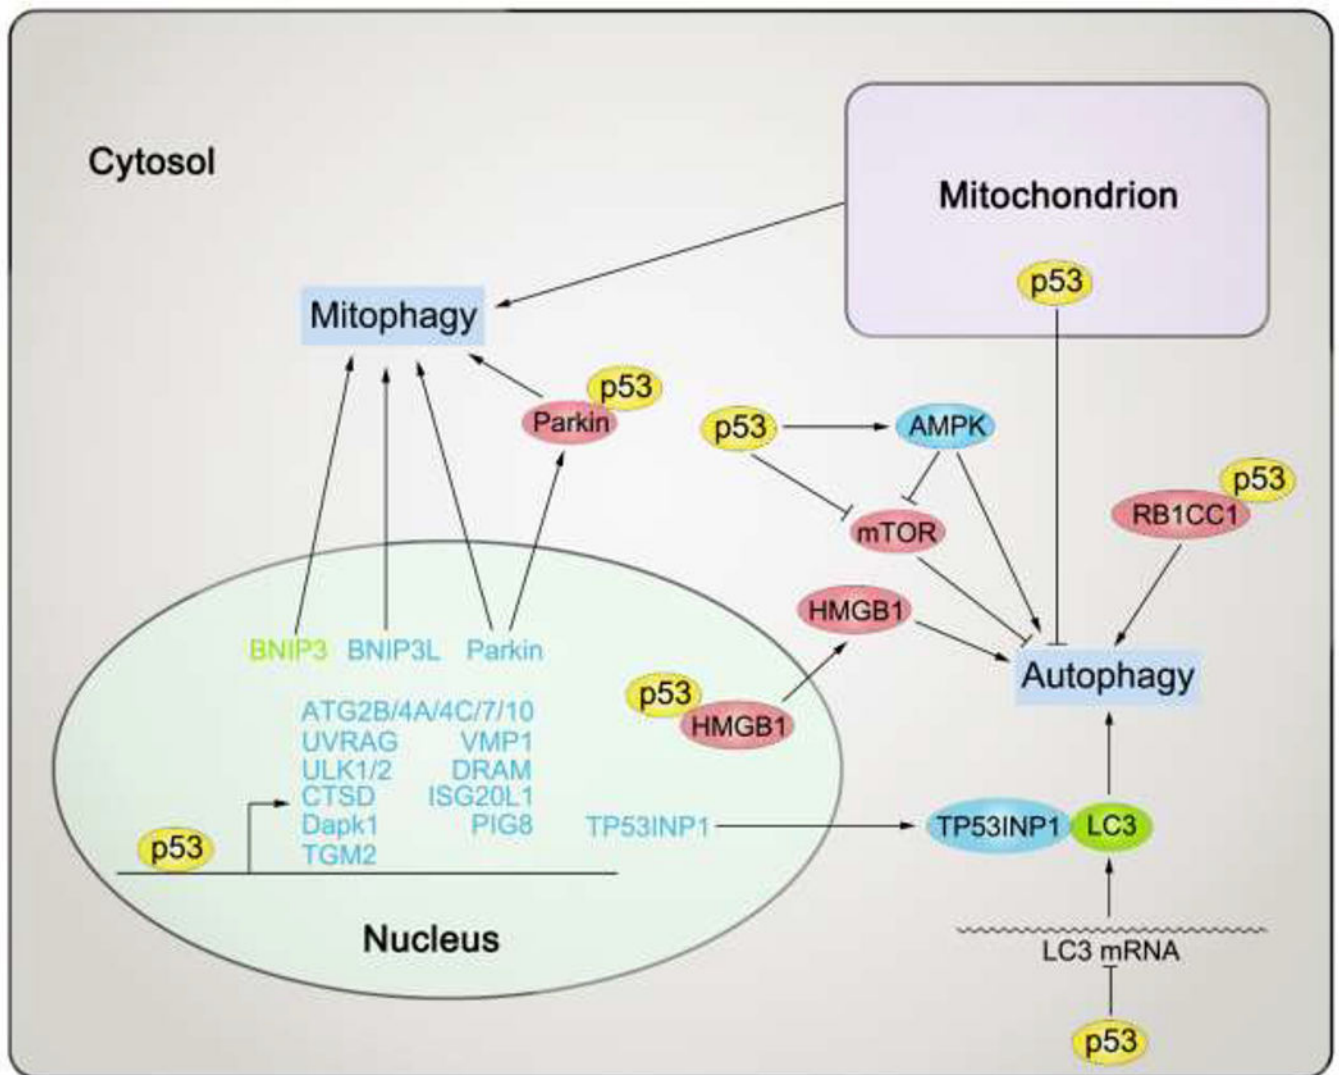 Cytosol
Mitochondrion
p53
Mitophagy
p53
Parkin
p53
AMPK
mTOR
p53
RB1CC1
HMGB1
Autophagy
BNIP3 BNIP3L Parkin
p53
HMGB1
ATG2B/4A/4C/7/10
UVRAG VMP1
ULK1/2 DRAM
CTSD ISG20L1
Dapk1 PIG8
TGM2
TP53INP1
TP53INP1 LC3
p53
Nucleus
LC3 mRNA
p53